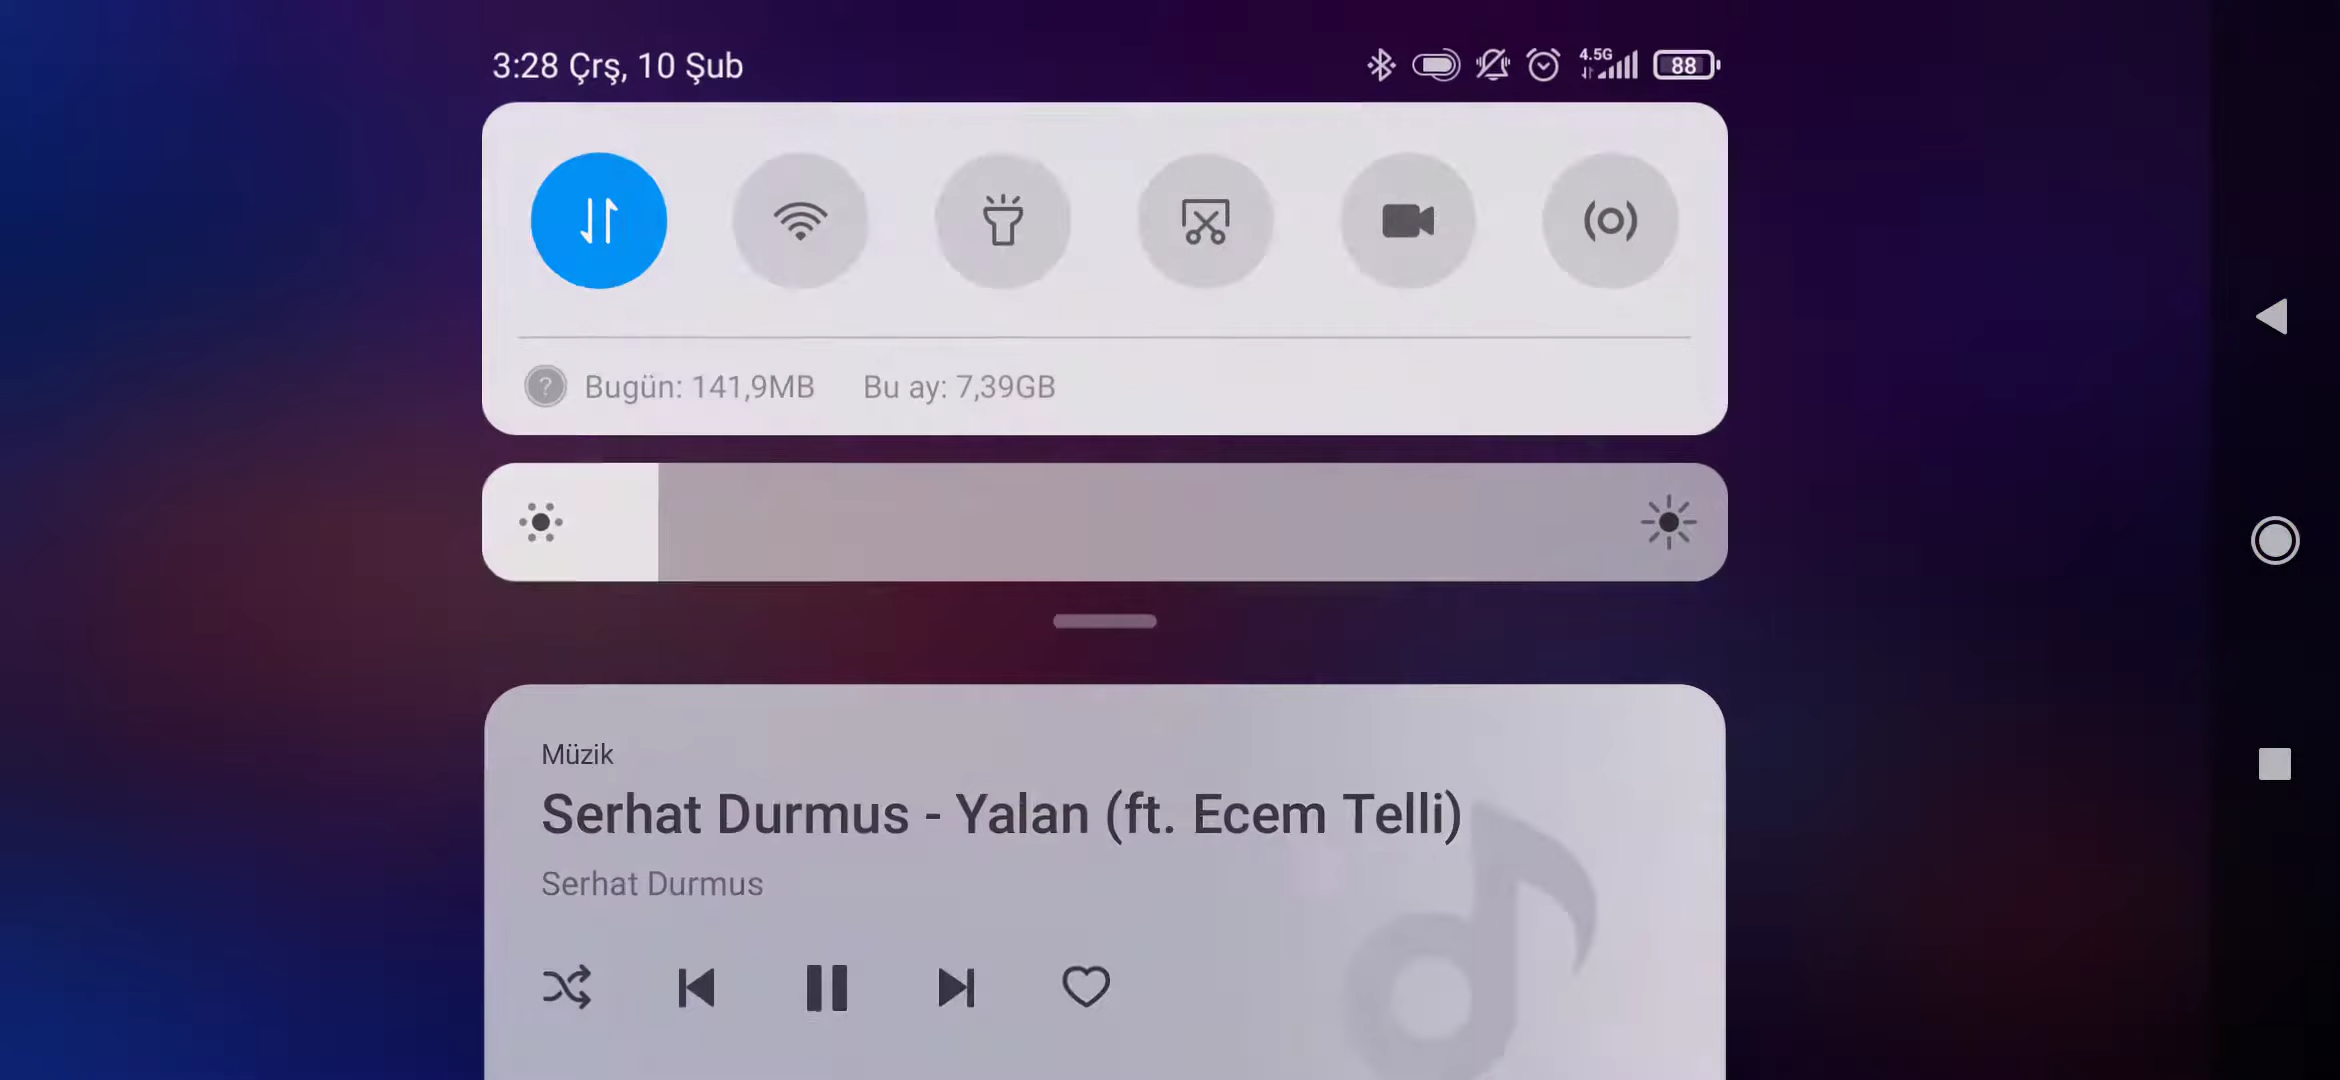 3:28 Çrş, 10 Şub
4.5G 88
Bugün: 141,9MB Bu ay: 7,39GB
Müzik
Serhat Durmus - Yalan (ft. Ecem Telli)
Serhat Durmus